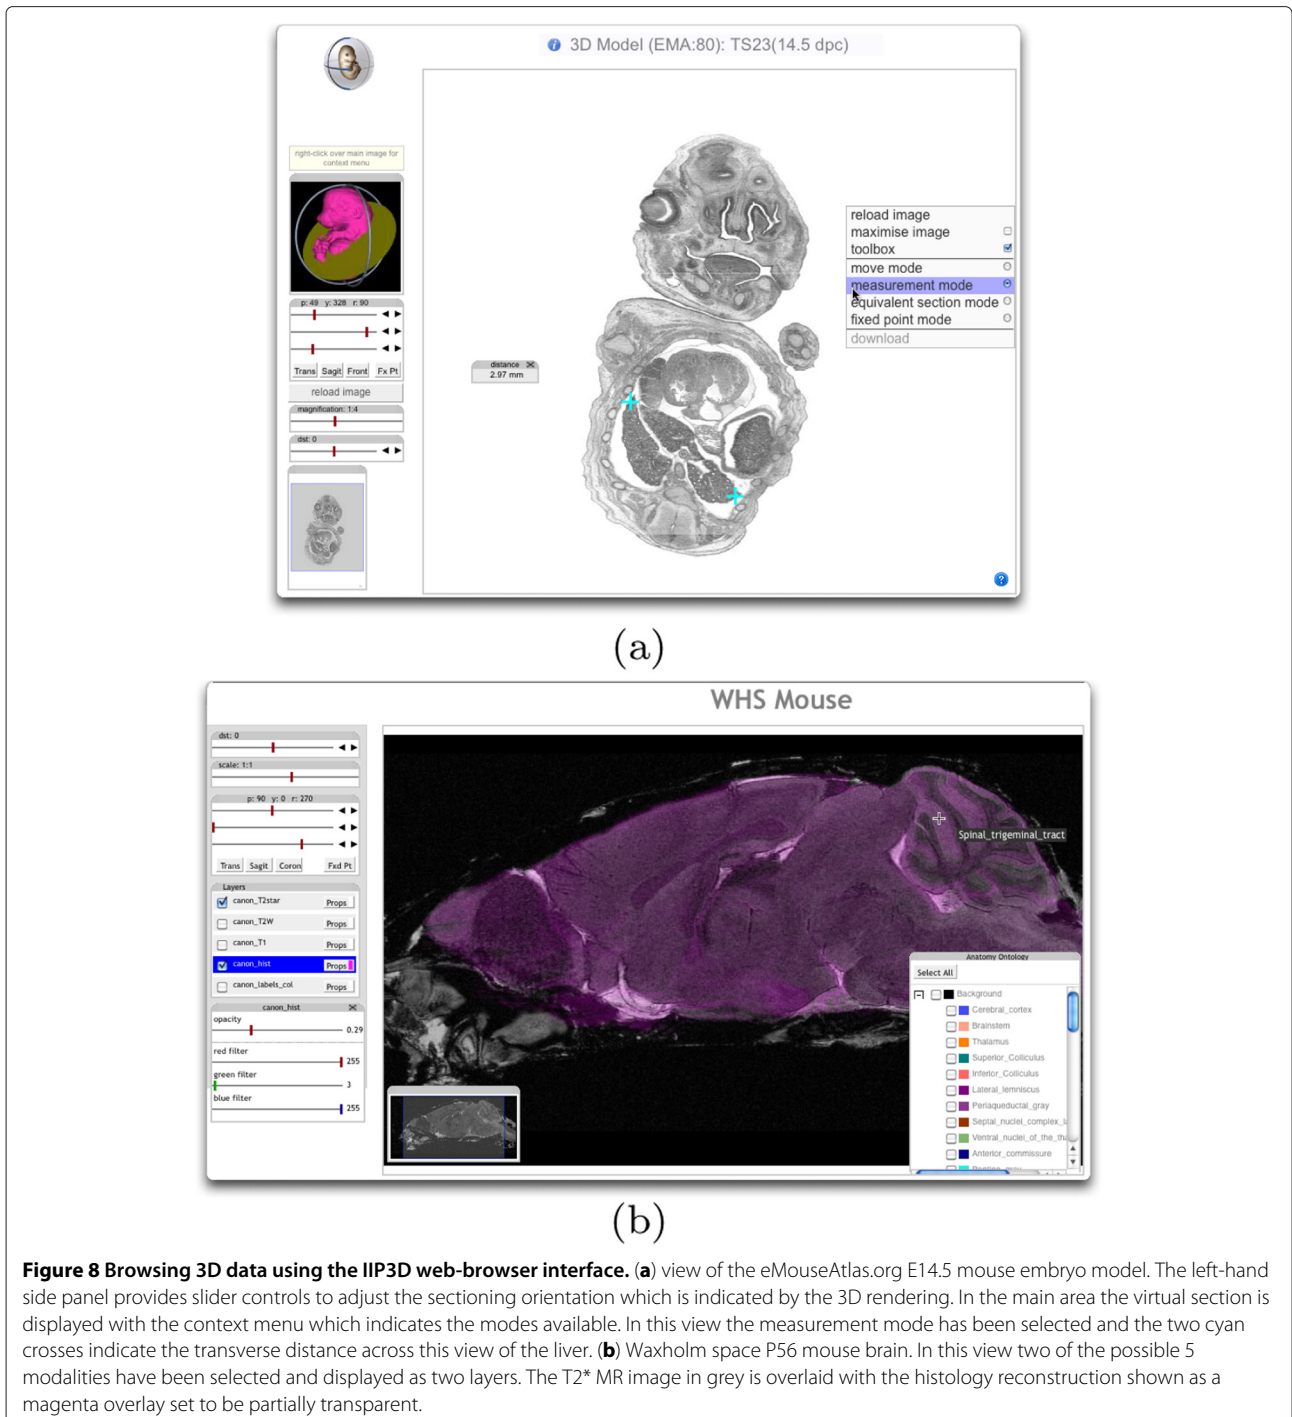 3D Model (EMA:80): TS23(14.5 dpc)
right-click over main image for
context menu
p: 49 y: 328 r: 90
Trans Sagit Front Fx Pt
reload image
magnification: 1:4
dst: 0
distance
2.97 mm
reload image
maximise image
toolbox
move mode
measurement mode
equivalent section mode
fixed point mode
download
?
(a)
WHS Mouse
dst: 0
scale: 1:1
p: 90 y: 0 r: 270
Trans Sagit Coron Fxd Pt
Layers
canon_T2star Props
canon_T2W Props
canon_T1 Props
canon_hist Props
canon_labels_col Props
canon_hist
opacity
0.29
red filter
255
green filter
3
blue filter
255
Spinal_trigeminal_tract
Anatomy Ontology
Select All
Background
Cerebral_cortex
Brainstem
Thalamus
Superior_Colliculus
Inferior_Colliculus
Lateral_lemniscus
Periaqueductal_gray
Septal_nuclei_complex_l
Ventral_nuclei_of_the_th
Anterior_commissure
(b)
Figure 8 Browsing 3D data using the IIP3D web-browser interface. (a) view of the eMouseAtlas.org E14.5 mouse embryo model. The left-hand
side panel provides slider controls to adjust the sectioning orientation which is indicated by the 3D rendering. In the main area the virtual section is
displayed with the context menu which indicates the modes available. In this view the measurement mode has been selected and the two cyan
crosses indicate the transverse distance across this view of the liver. (b) Waxholm space P56 mouse brain. In this view two of the possible 5
modalities have been selected and displayed as two layers. The T2* MR image in grey is overlaid with the histology reconstruction shown as a
magenta overlay set to be partially transparent.